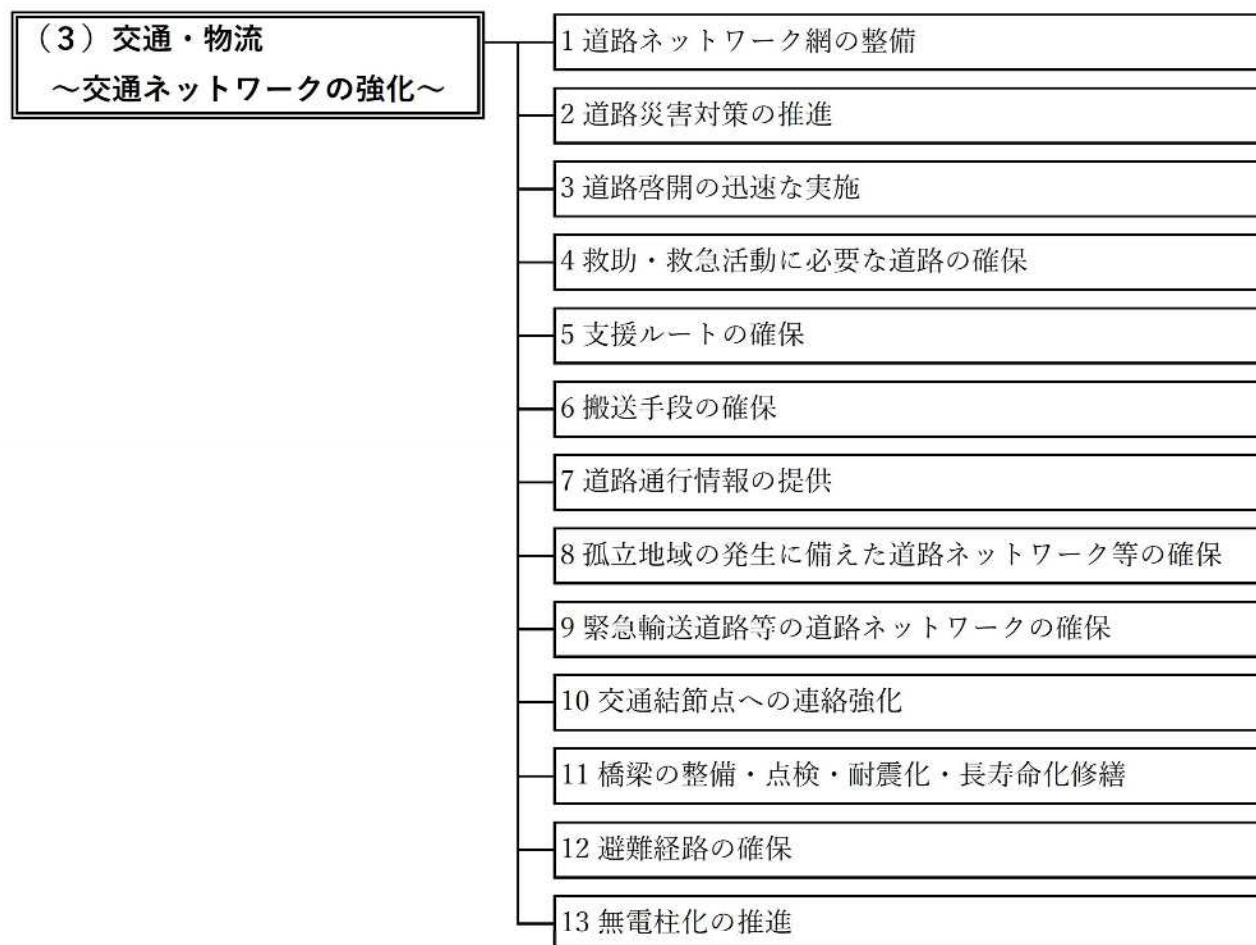 （３）交通・物流
～交通ネットワークの強化～
1 道路ネットワーク網の整備
2 道路災害対策の推進
3 道路啓開の迅速な実施
4 救助・救急活動に必要な道路の確保
5 支援ルートの確保
6 搬送手段の確保
7 道路通行情報の提供
8 孤立地域の発生に備えた道路ネットワーク等の確保
9 緊急輸送道路等の道路ネットワークの確保
10 交通結節点への連絡強化
11 橋梁の整備・点検・耐震化・長寿命化修繕
12 避難経路の確保
13 無電柱化の推進